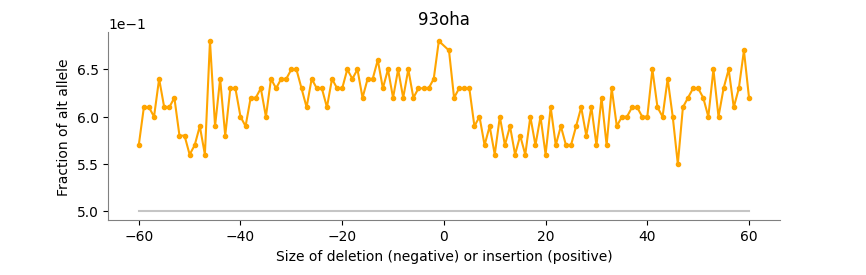 93oha
1e−1
6.5
6.0
5.5
5.0
−60 −40 −20 0 20 40 60
Fraction of alt allele
Size of deletion (negative) or insertion (positive)